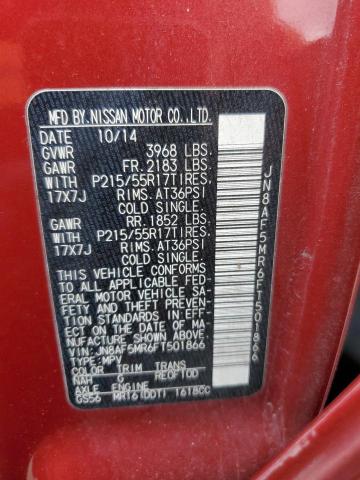 MFD BY NISSAN MOTOR CO.,LTD.
DATE 10/14
GVWR 3968 LBS.
GAWR FR. 2183 LBS.
WITH P215/55R17TIRES.
17X7J RIMS.AT36PSI
COLD SINGLE.
GAWR RR. 1852 LBS.
WITH P215/55R17TIRES.
17X7J RIMS.AT36PSI
COLD SINGLE.
THIS VEHICLE CONFORMS
TO ALL APPLICABLE FED-
ERAL MOTOR VEHICLE SA-
FETY AND THEFT PREVEN-
TION STANDARDS IN EFF-
ECT ON THE DATE OF MA-
NUFACTURE SHOWN ABOVE.
VIN: JN8AF5MR6FT501866
TYPE: MPV
COLOR TRIM TRANS
NAH G RE0F10D
AXLE ENGINE
GS56 MR16(DDT) 1618CC
JN8AF5MR6FT501866